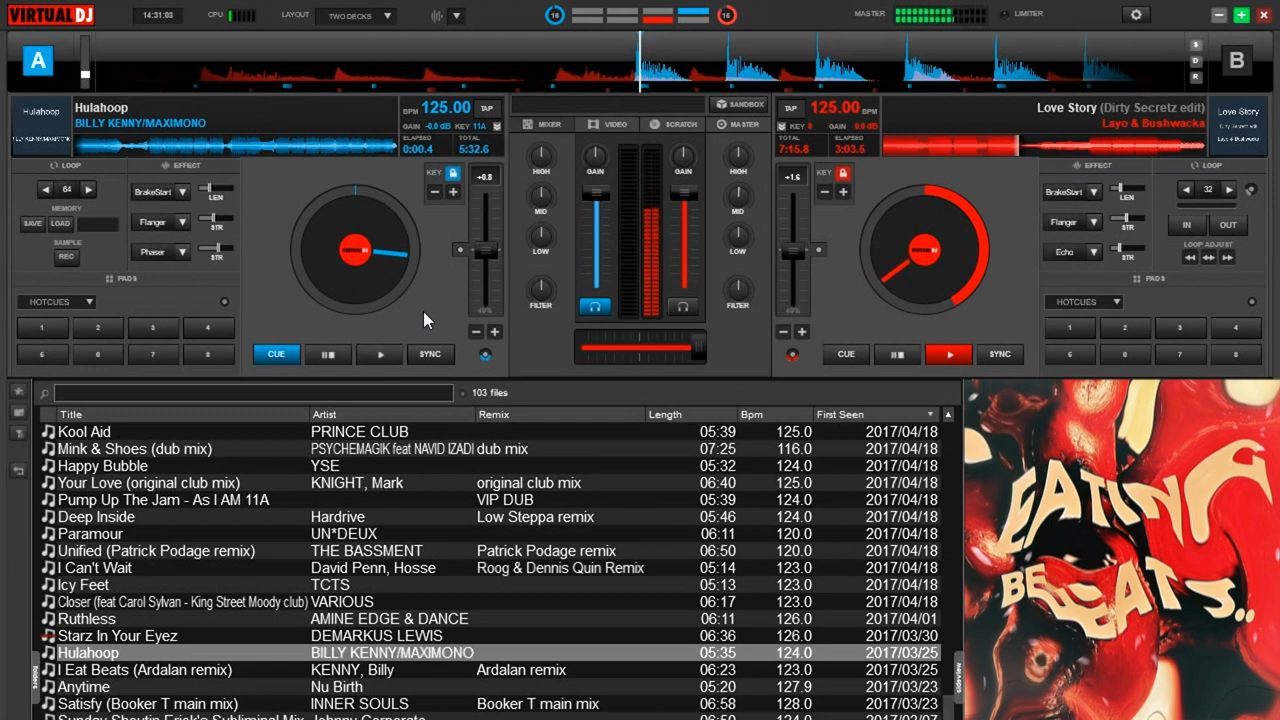 VIRTUAL DJ 14:31:03 CPU LAYOUT TWO DECKS 16 16 MASTER LIMITER
A S D R B
Hulahoop
BILLY KENNY/MAXIMONO
Hulahoop
BPM 125.00 TAP
GAIN -0.0 dB KEY 11A
ELAPSED TOTAL
0:00.4 5:32.6
SANDBOX
MIXER VIDEO SCRATCH MASTER
TAP 125.00 BPM
KEY GAIN 0.0 dB
TOTAL ELAPSED
7:15.8 3:03.5
Love Story (Dirty Secretz edit)
Layo & Bushwacka
Love Story
Dirty Secretz edit
Layo & Bushwacka
LOOP EFFECT
64
BrakeStart LEN
MEMORY
SAVE LOAD
Flanger STR
SAMPLE
REC
Phaser STR
PADS
HOTCUES
1 2 3 4
5 6 7 8
KEY +0.8
CUE SYNC
HIGH GAIN GAIN HIGH
MID MID
LOW LOW
FILTER FILTER
+1.6 KEY
CUE SYNC
EFFECT LOOP
BrakeStart LEN
32
Flanger STR
IN OUT
LOOP ADJUST
Echo STR
PADS
HOTCUES
1 2 3 4
5 6 7 8
103 files
Title Artist Remix Length Bpm First Seen
Kool Aid PRINCE CLUB 05:39 125.0 2017/04/18
Mink & Shoes (dub mix) PSYCHEMAGIK feat NAVID IZADI dub mix 07:25 116.0 2017/04/18
Happy Bubble YSE 05:32 124.0 2017/04/18
Your Love (original club mix) KNIGHT, Mark original club mix 06:40 125.0 2017/04/18
Pump Up The Jam - As I AM 11A VIP DUB 05:39 124.0 2017/04/18
Deep Inside Hardrive Low Steppa remix 05:46 124.0 2017/04/18
Paramour UN*DEUX 06:11 120.0 2017/04/18
Unified (Patrick Podage remix) THE BASSMENT Patrick Podage remix 06:50 120.0 2017/04/18
I Can't Wait David Penn, Hosse Roog & Dennis Quin Remix 05:14 123.0 2017/04/18
Icy Feet TCTS 05:13 123.0 2017/04/18
Closer (feat Carol Sylvan - King Street Moody club) VARIOUS 06:17 123.0 2017/04/18
Ruthless AMINE EDGE & DANCE 06:26 123.0 2017/04/01
Starz In Your Eyez DEMARKUS LEWIS 06:36 126.0 2017/03/30
Hulahoop BILLY KENNY/MAXIMONO 05:35 124.0 2017/03/25
I Eat Beats (Ardalan remix) KENNY, Billy Ardalan remix 06:23 123.0 2017/03/25
Anytime Nu Birth 05:20 127.9 2017/03/23
Satisfy (Booker T main mix) INNER SOULS Booker T main mix 06:58 128.0 2017/03/23
folders
sideview
EATING
BEEEATS..